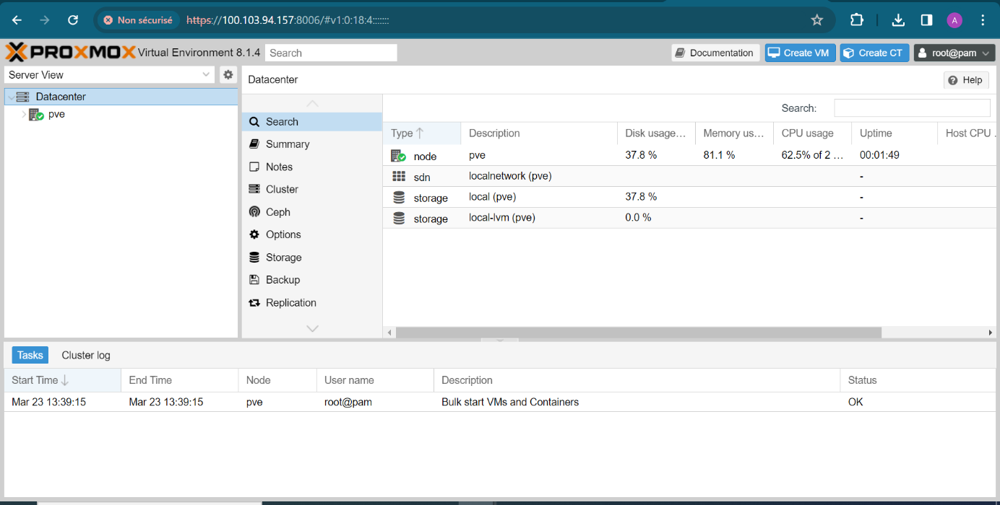 Non sécurisé https://100.103.94.157:8006/#v1:0:18:4::::::: A
PROXMOX Virtual Environment 8.1.4 Search Documentation Create VM Create CT root@pam
Server View
Datacenter
pve
Datacenter Help
Search
Summary
Notes
Cluster
Ceph
Options
Storage
Backup
Replication
Search:
Type Description Disk usage... Memory us... CPU usage Uptime Host CPU .
node pve 37.8 % 81.1 % 62.5% of 2 ... 00:01:49
sdn localnetwork (pve) -
storage local (pve) 37.8 % -
storage local-lvm (pve) 0.0 % -
Tasks Cluster log
Start Time End Time Node User name Description Status
Mar 23 13:39:15 Mar 23 13:39:15 pve root@pam Bulk start VMs and Containers OK